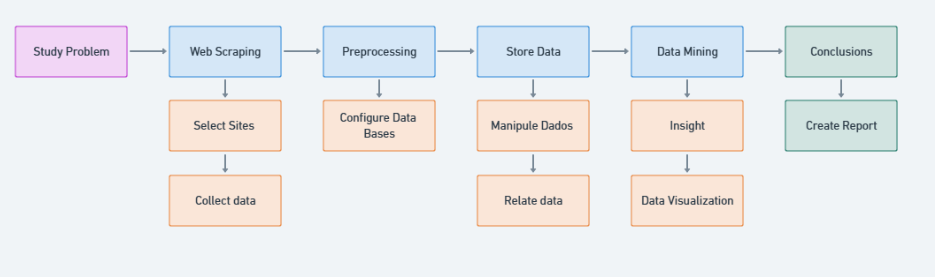 Study Problem
Web Scraping
Preprocessing
Store Data
Data Mining
Conclusions
Select Sites
Configure Data
Bases
Manipule Dados
Insight
Create Report
Collect data
Relate data
Data Visualization